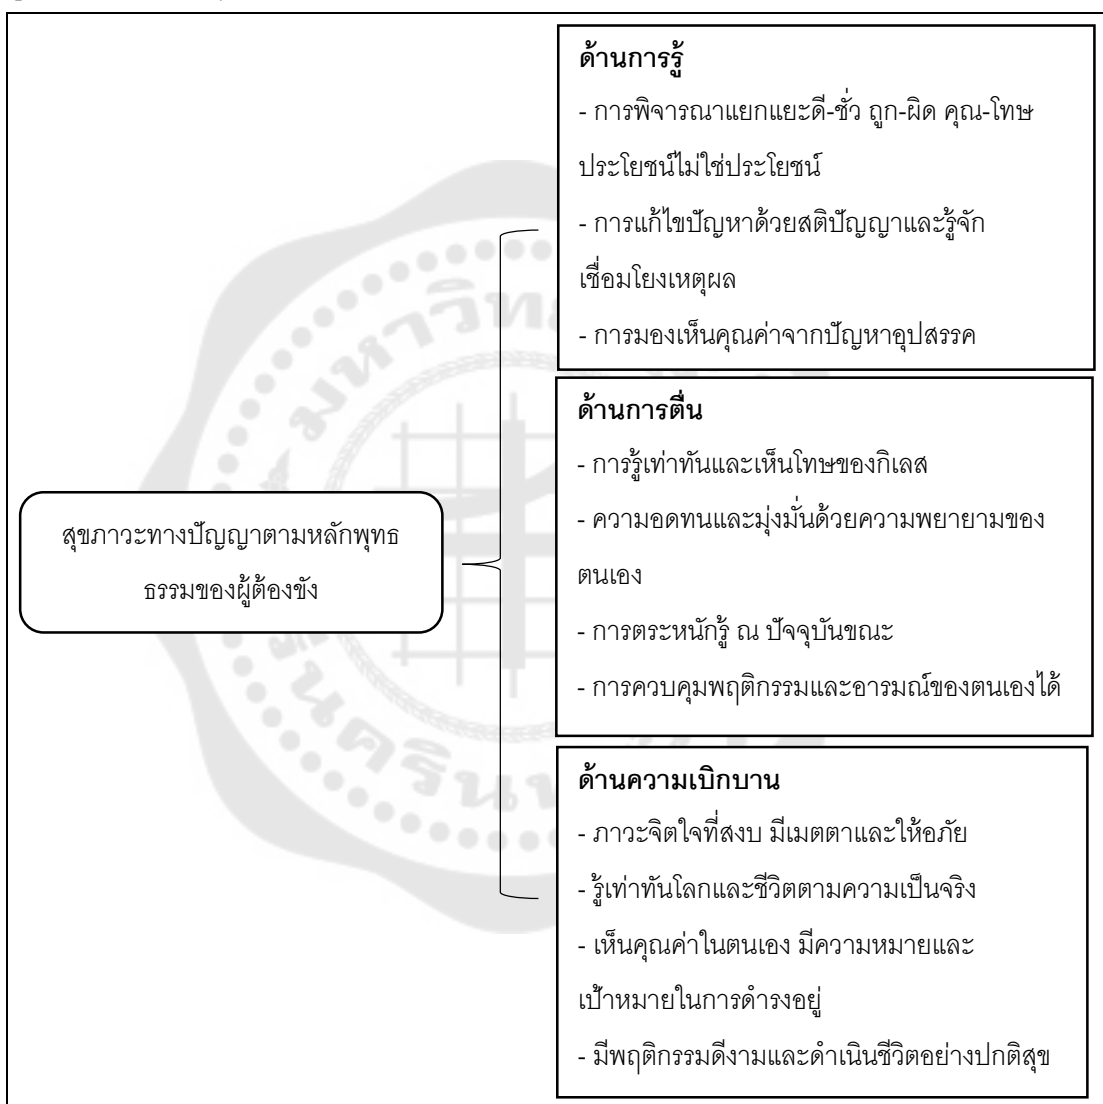 ด้านการรู้
- การพิจารณาแยกแยะดี-ชั่ว ถูก-ผิด คุณ-โทษ
ประโยชน์ไม่ใช่ประโยชน์
- การแก้ไขปัญหาด้วยสติปัญญาและรู้จัก
เชื่อมโยงเหตุผล
- การมองเห็นคุณค่าจากปัญหาอุปสรรค
ด้านการตื่น
- การรู้เท่าทันและเห็นโทษของกิเลส
- ความอดทนและมุ่งมั่นด้วยความพยายามของ
ตนเอง
- การตระหนักรู้ ณ ปัจจุบันขณะ
- การควบคุมพฤติกรรมและอารมณ์ของตนเองได้
สุขภาวะทางปัญญาตามหลักพุทธ
ธรรมของผู้ต้องขัง
ด้านความเบิกบาน
- ภาวะจิตใจที่สงบ มีเมตตาและให้อภัย
- รู้เท่าทันโลกและชีวิตตามความเป็นจริง
- เห็นคุณค่าในตนเอง มีความหมายและ
เป้าหมายในการดำรงอยู่
- มีพฤติกรรมดีงามและดำเนินชีวิตอย่างปกติสุข